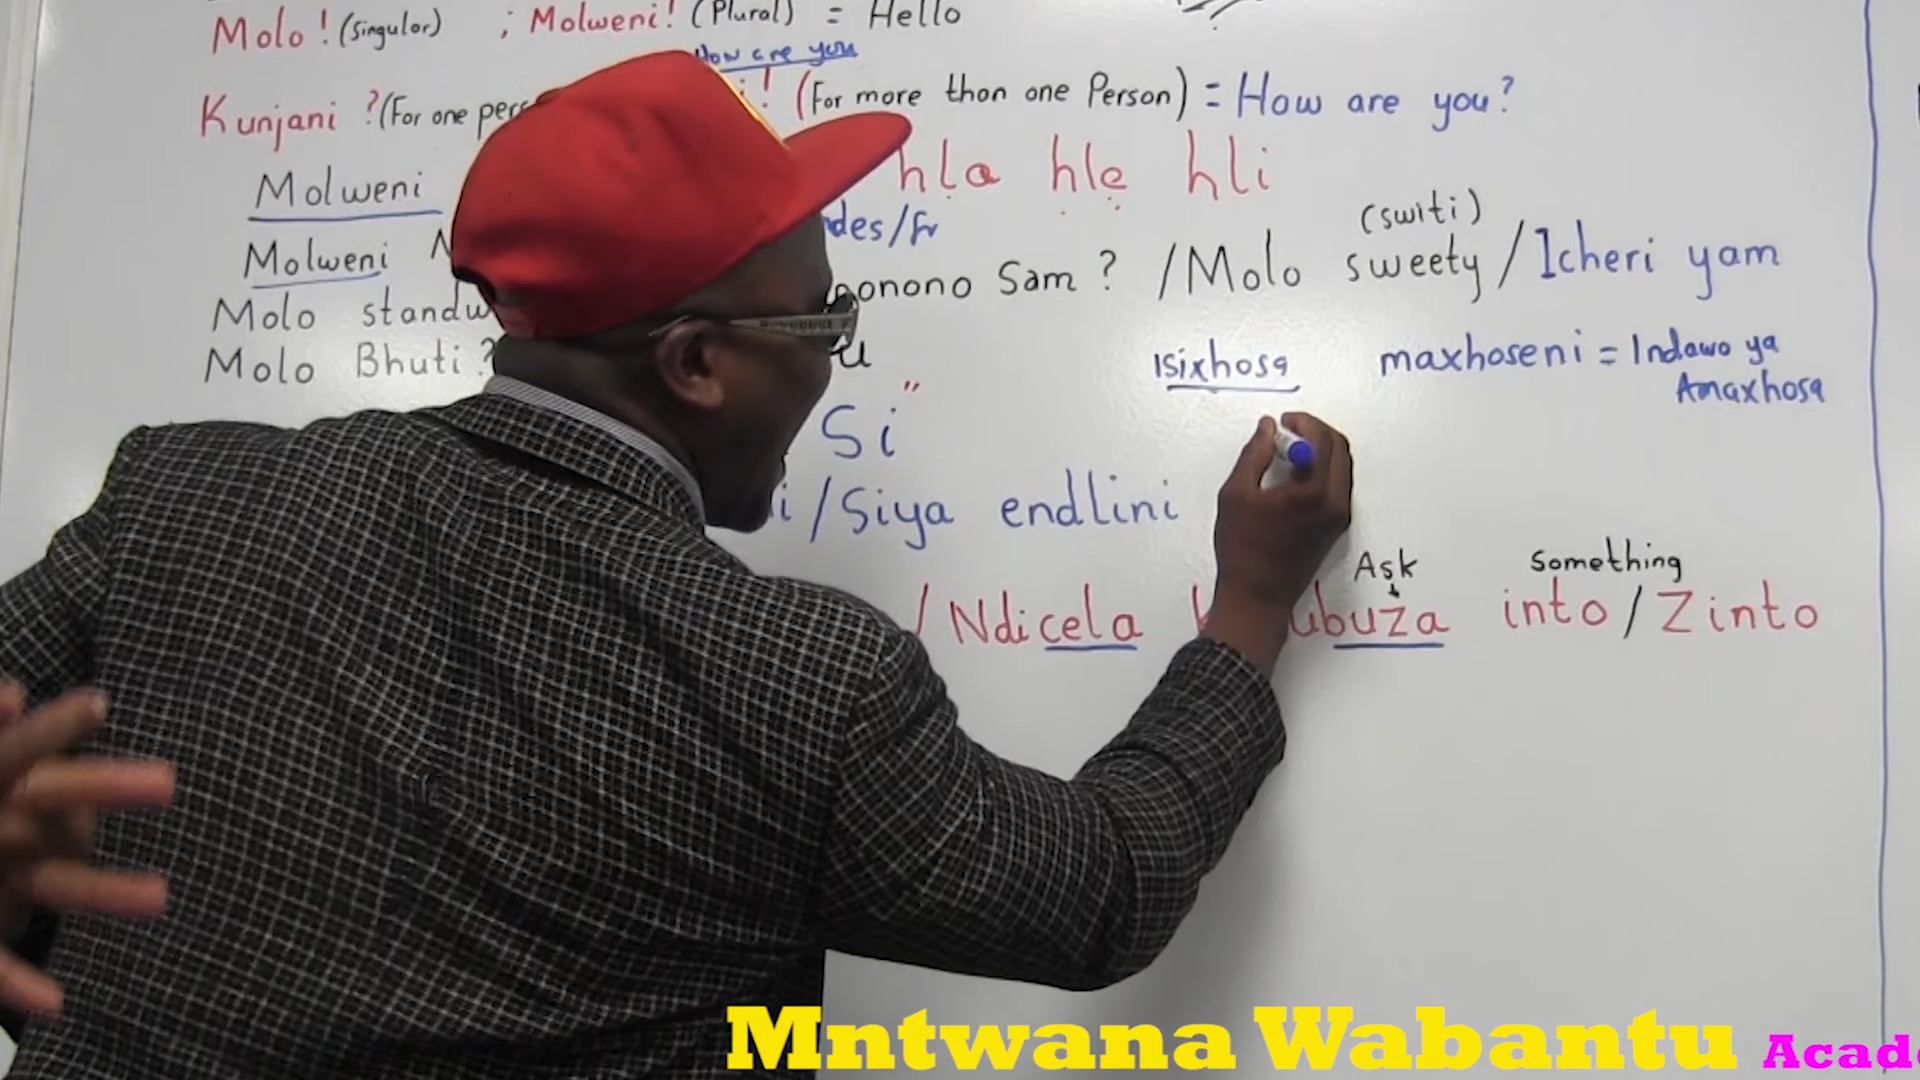 Molo ! (Singular) ; Molweni ! (Plural) = Hello
How are you
Kunjani ? (For one pers ! (For more than one Person) = How are you?
Molweni hla hle hli
des/fr (switi)
Molweni Sam ? / Molo sweety / Icheri yam
Molo
Molo Bhuti ? Isixhosa maxhoseni = Indawo ya
Amaxhosa
Si"
/ Siya endlini
Ask Something
/ Ndicela ubuza into / Zinto
Mntwana Wabantu